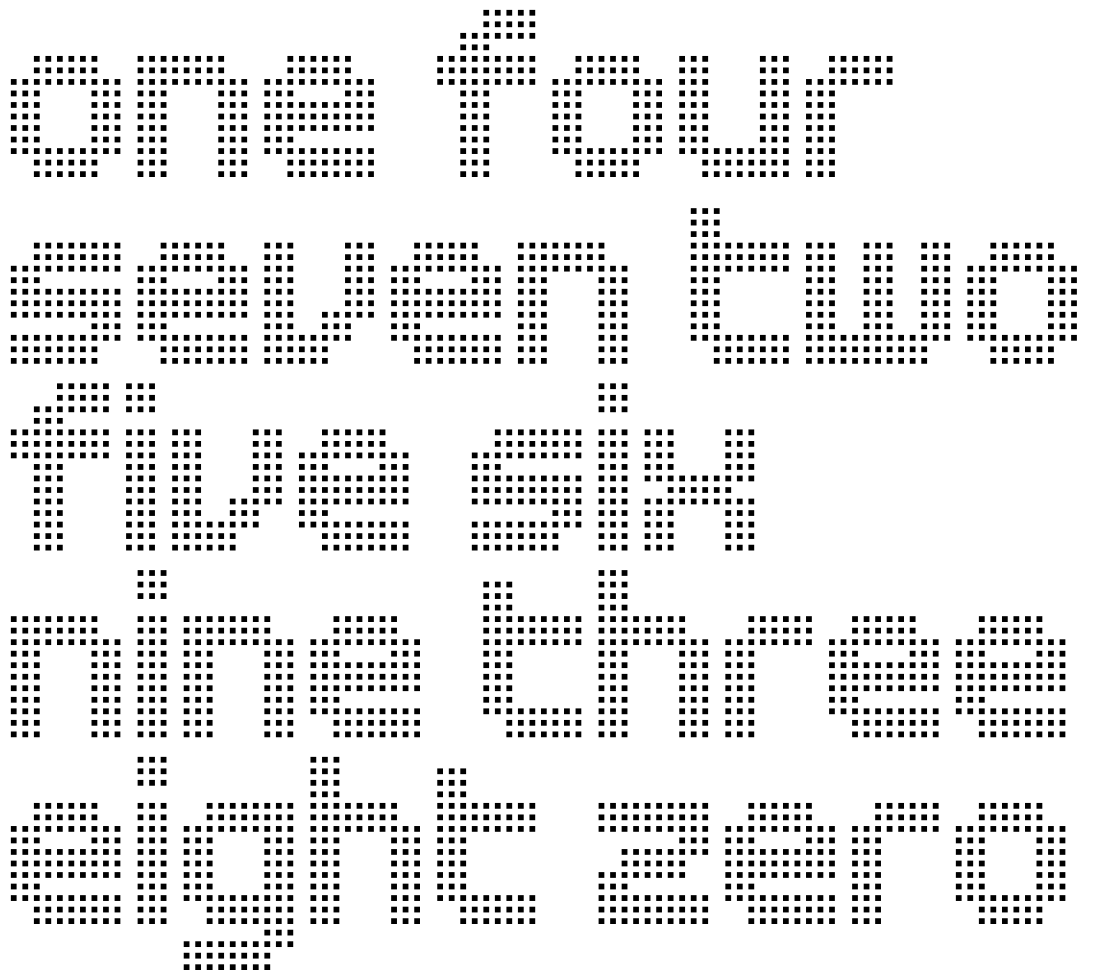 one four
seven two
five six
nine three
eight zero